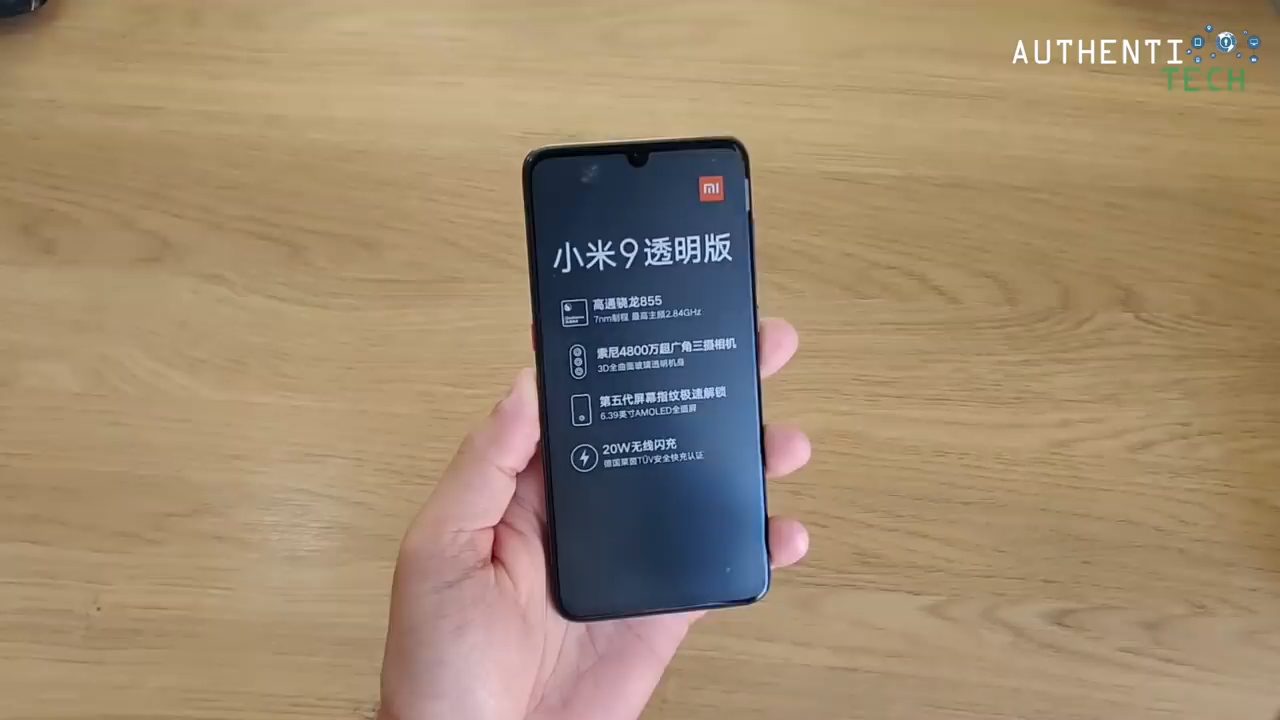 AUTHENTI
TECH
mi
小米9透明版
高通骁龙855
7nm制程 最高主频2.84GHz
索尼4800万超广角三摄相机
3D全曲面玻璃透明机身
第五代屏幕指纹极速解锁
6.39英寸AMOLED全面屏
20W无线闪充
德国莱茵TÜV安全快充认证